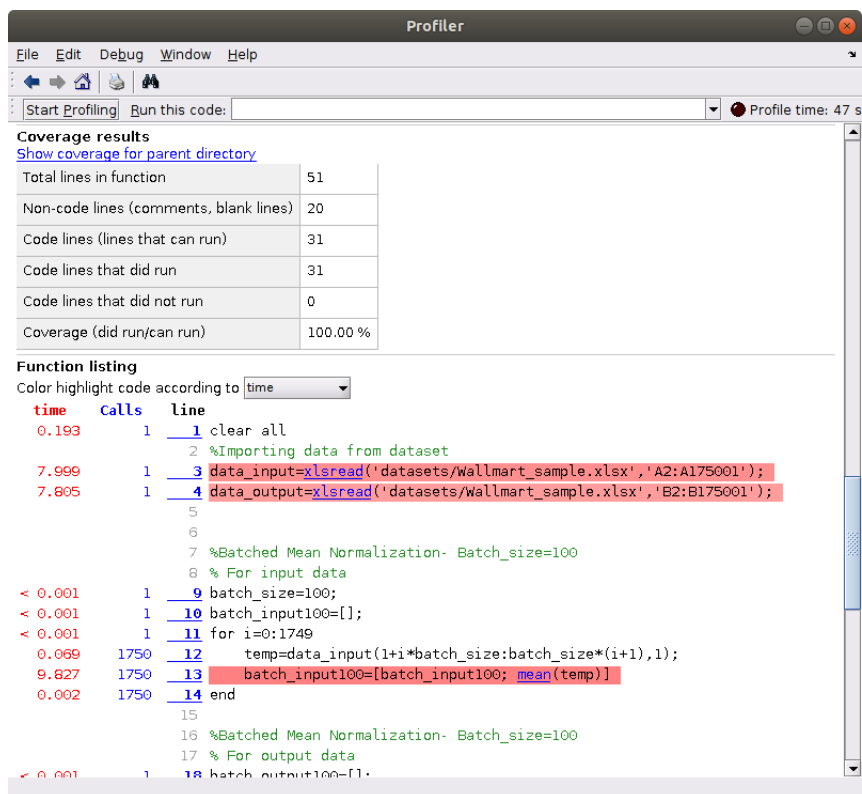 Profiler
File Edit Debug Window Help
Start Profiling Run this code: Profile time: 47 s
Coverage results
Show coverage for parent directory
Total lines in function 51
Non-code lines (comments, blank lines) 20
Code lines (lines that can run) 31
Code lines that did run 31
Code lines that did not run 0
Coverage (did run/can run) 100.00 %
Function listing
Color highlight code according to time
time Calls line
0.193 1 1 clear all
2 %Importing data from dataset
7.999 1 3 data_input=xlsread('datasets/Wallmart_sample.xlsx','A2:A175001');
7.805 1 4 data_output=xlsread('datasets/Wallmart_sample.xlsx','B2:B175001');
5
6
7 %Batched Mean Normalization- Batch_size=100
8 % For input data
< 0.001 1 9 batch_size=100;
< 0.001 1 10 batch_input100=[];
< 0.001 1 11 for i=0:1749
0.069 1750 12 temp=data_input(1+i*batch_size:batch_size*(i+1),1);
9.827 1750 13 batch_input100=[batch_input100; mean(temp)]
0.002 1750 14 end
15
16 %Batched Mean Normalization- Batch_size=100
17 % For output data
< 0.001 1 18 batch_output100=[];